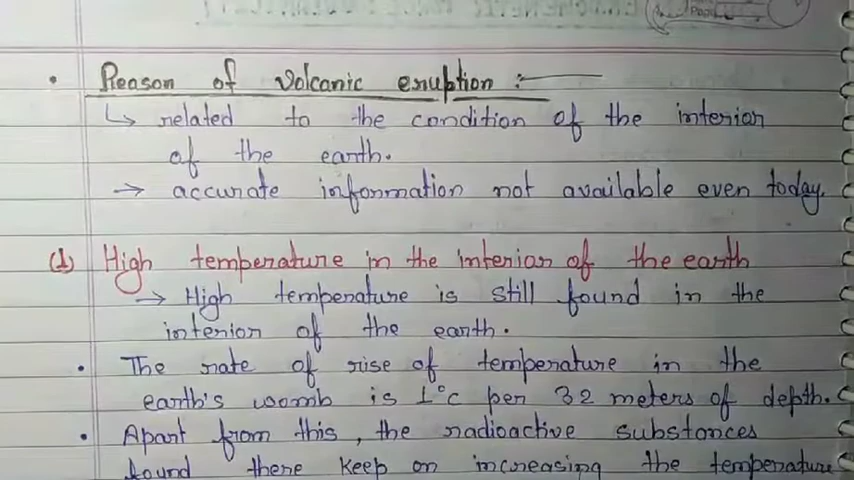 Page
• Reason of Volcanic eruption :—
↳ related to the condition of the interior
of the earth.
→ accurate information not available even today.
(1) High temperature in the interior of the earth
→ High temperature is still found in the
interior of the earth.
• The rate of rise of temperature in the
earth's womb is 1°c per 32 meters of depth.
• Apart from this, the radioactive substances
found there keep on increasing the temperature